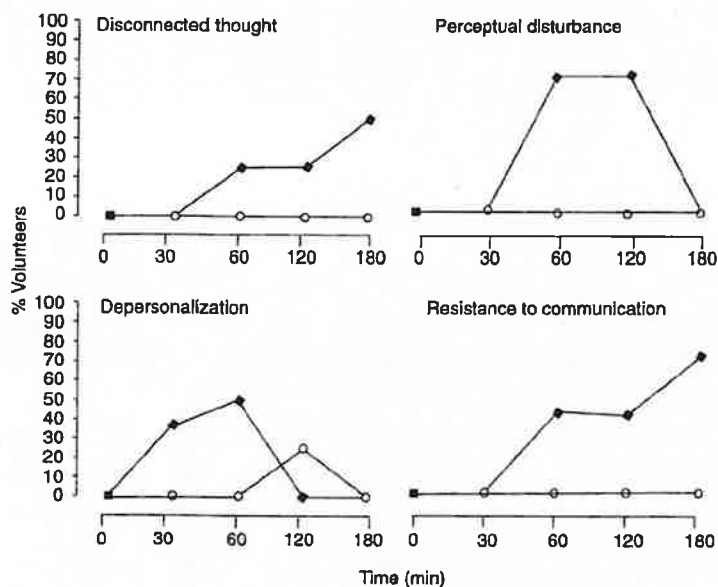 Disconnected thought
Perceptual disturbance
100
90
80
70
60
50
40
30
20
10
0
0 30 60 120 180
0 30 60 120 180
% Volunteers
Depersonalization
Resistance to communication
100
90
80
70
60
50
40
30
20
10
0
0 30 60 120 180
0 30 60 120 180
Time (min)